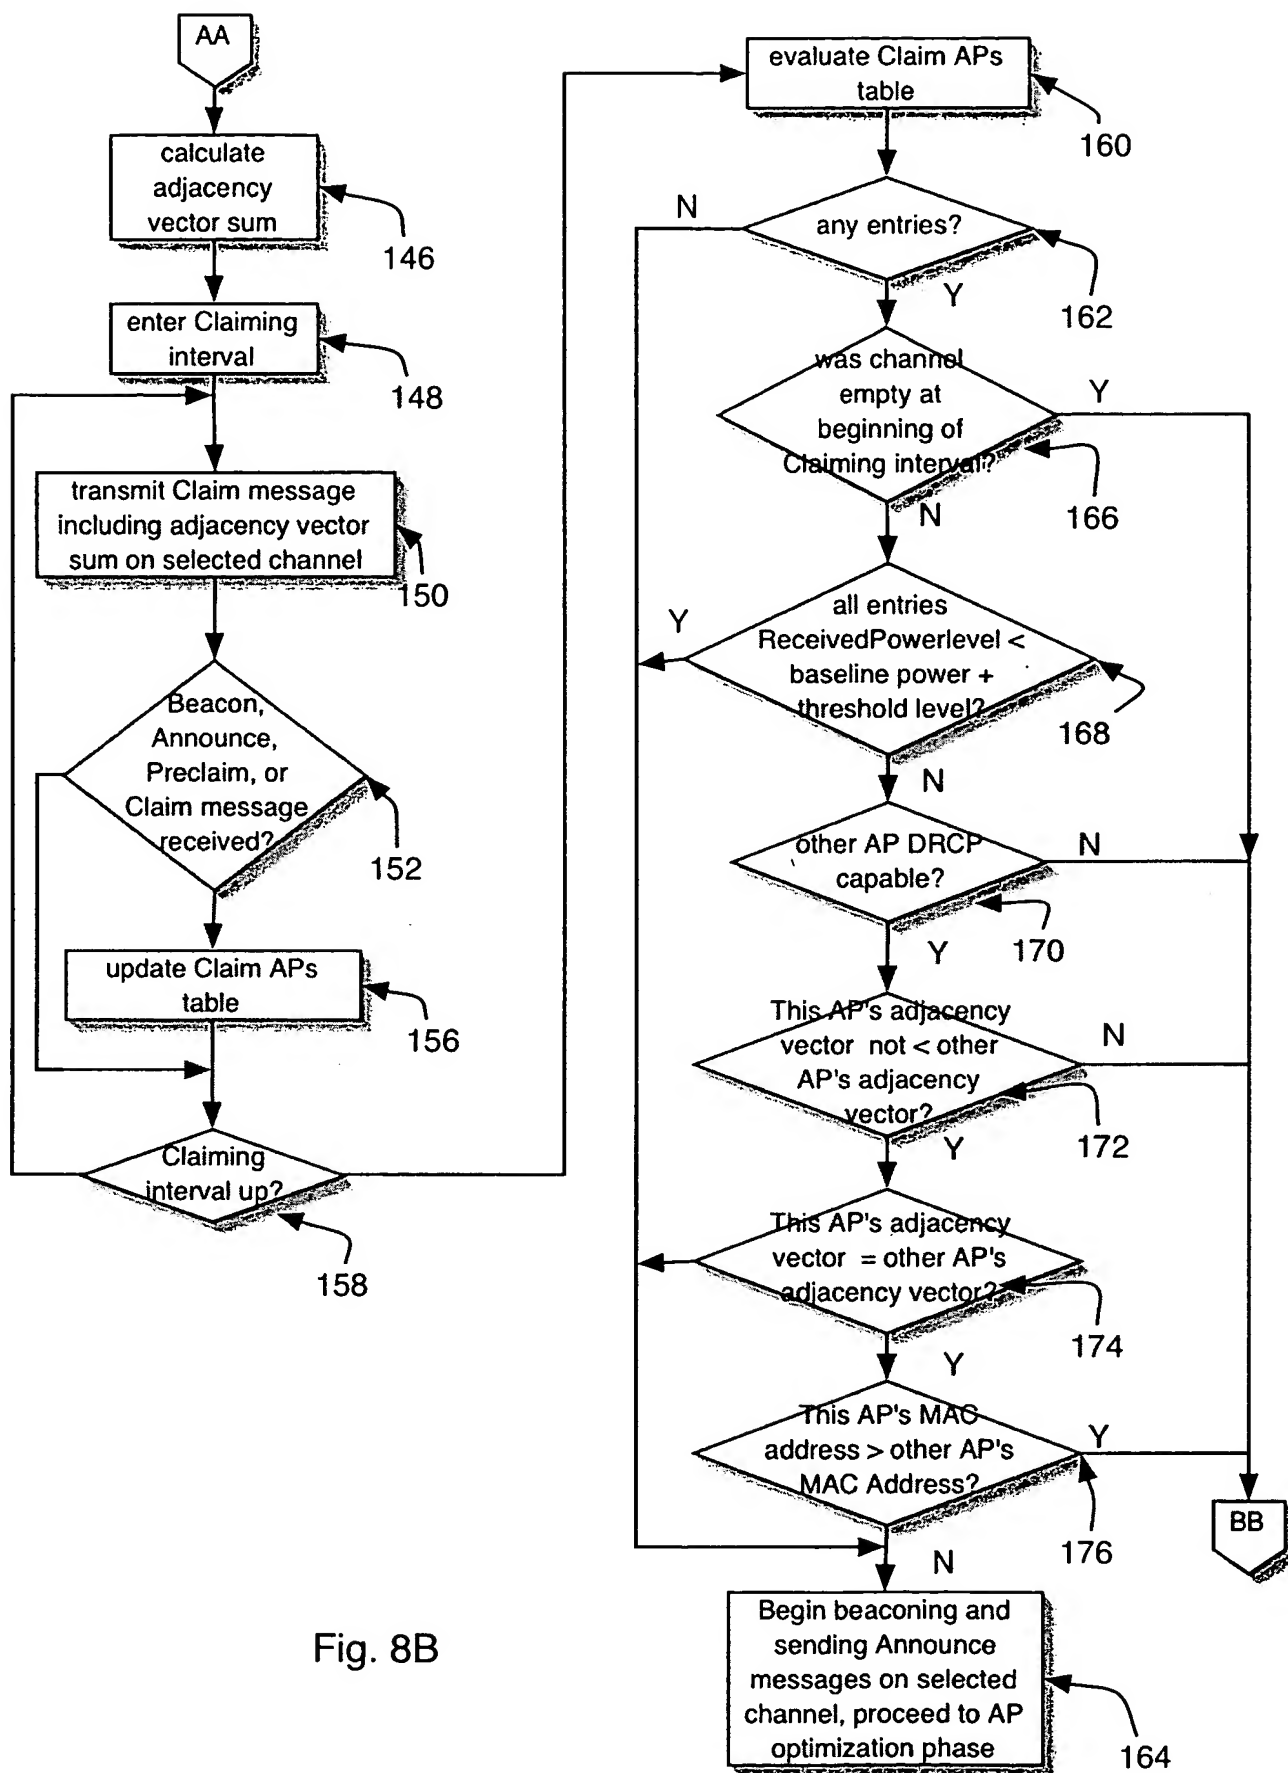 AA
calculate
adjacency
vector sum
146
enter Claiming
interval
148
transmit Claim message
including adjacency vector
sum on selected channel
150
Beacon,
Announce,
Preclaim, or
Claim message
received?
152
update Claim APs
table
156
Claiming
interval up?
158
evaluate Claim APs
table
160
N
any entries?
Y
162
was channel
empty at
beginning of
Claiming interval?
Y
166
N
all entries
ReceivedPowerlevel <
baseline power +
threshold level?
Y
168
N
other AP DRCP
capable?
N
170
Y
This AP's adjacency
vector not < other
AP's adjacency
vector?
N
172
Y
This AP's adjacency
vector = other AP's
adjacency vector?
174
Y
This AP's MAC
address > other AP's
MAC Address?
Y
176
BB
N
Begin beaconing and
sending Announce
messages on selected
channel, proceed to AP
optimization phase
164
Fig. 8B